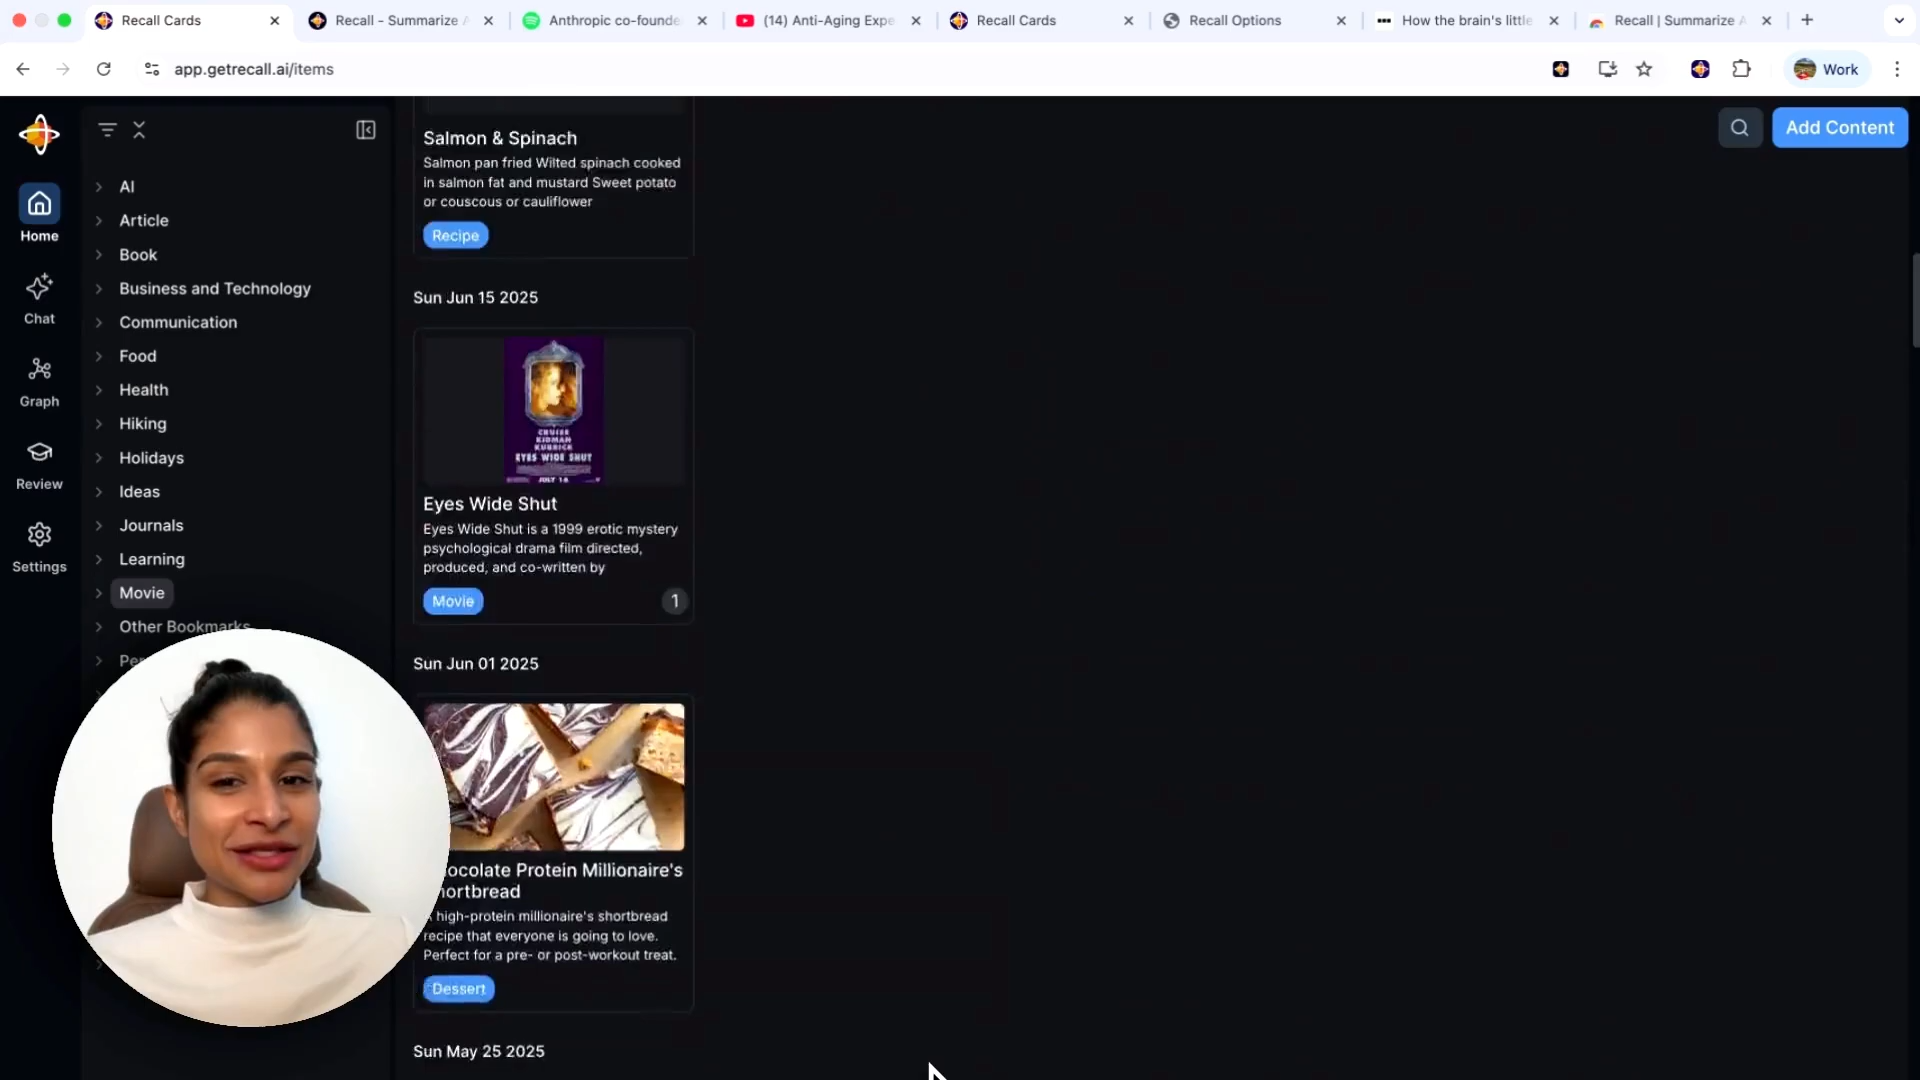 Recall Cards
Recall - Summarize A
Anthropic co-founde
(14) Anti-Aging Expe
Recall Cards
Recall Options
How the brain's little
Recall | Summarize A
app.getrecall.ai/items
Work
Add Content
Home
Chat
Graph
Review
Settings
AI
Article
Book
Business and Technology
Communication
Food
Health
Hiking
Holidays
Ideas
Journals
Learning
Movie
Other Bookmarks
Per
Salmon & Spinach
Salmon pan fried Wilted spinach cooked
in salmon fat and mustard Sweet potato
or couscous or cauliflower
Recipe
Sun Jun 15 2025
CRUISE
KIDMAN
KUBRICK
EYES WIDE SHUT
JULY 16
Eyes Wide Shut
Eyes Wide Shut is a 1999 erotic mystery
psychological drama film directed,
produced, and co-written by
Movie
1
Sun Jun 01 2025
ocolate Protein Millionaire's
hortbread
high-protein millionaire's shortbread
recipe that everyone is going to love.
Perfect for a pre- or post-workout treat.
Dessert
Sun May 25 2025